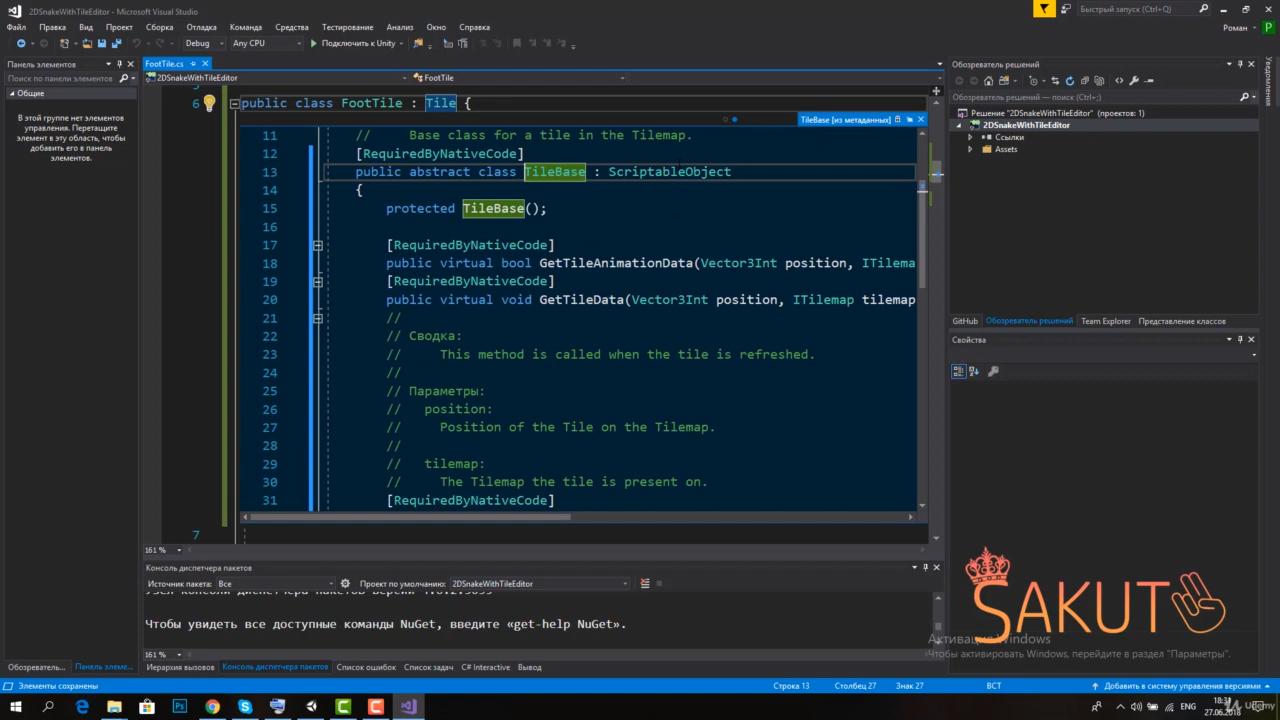 2DSnakeWithTileEditor - Microsoft Visual Studio
Быстрый запуск (Ctrl+Q)
Файл Правка Вид Проект Сборка Отладка Команда Средства Тестирование Анализ Окно Справка
Роман
Debug Any CPU Подключить к Unity
Панель элементов
Поиск по панели элементов
Общие
В этой группе нет элементов
управления. Перетащите
элемент в эту область, чтобы
добавить его в панель
элементов.
FootTile.cs
2DSnakeWithTileEditor FootTile
6 public class FootTile : Tile {
TileBase [из метаданных]
11 // Base class for a tile in the Tilemap.
12 [RequiredByNativeCode]
13 public abstract class TileBase : ScriptableObject
14 {
15 protected TileBase();
16
17 [RequiredByNativeCode]
18 public virtual bool GetTileAnimationData(Vector3Int position, ITilema
19 [RequiredByNativeCode]
20 public virtual void GetTileData(Vector3Int position, ITilemap tilemap
21 //
22 // Сводка:
23 // This method is called when the tile is refreshed.
24 //
25 // Параметры:
26 // position:
27 // Position of the Tile on the Tilemap.
28 //
29 // tilemap:
30 // The Tilemap the tile is present on.
31 [RequiredByNativeCode]
7
161 %
Консоль диспетчера пакетов
Источник пакета: Все Проект по умолчанию: 2DSnakeWithTileEditor
Чтобы увидеть все доступные команды NuGet, введите «get-help NuGet».
161 %
Обозреватель... Панель элеме... Иерархия вызовов Консоль диспетчера пакетов Список ошибок Список задач C# Interactive Вывод
Обозреватель решений
Обозреватель решений — поиск (Ctrl+;)
Решение "2DSnakeWithTileEditor" (проектов: 1)
2DSnakeWithTileEditor
Ссылки
Assets
GitHub Обозреватель решений Team Explorer Представление классов
Свойства
Уведомления
SAKUT
Активация Windows
Чтобы активировать Windows, перейдите в раздел "Параметры".
Элементы сохранены Строка 13 Столбец 27 Знак 27 ВСТ Добавить в систему управления версиями
ENG
18:31
27.06.2018
Udemy